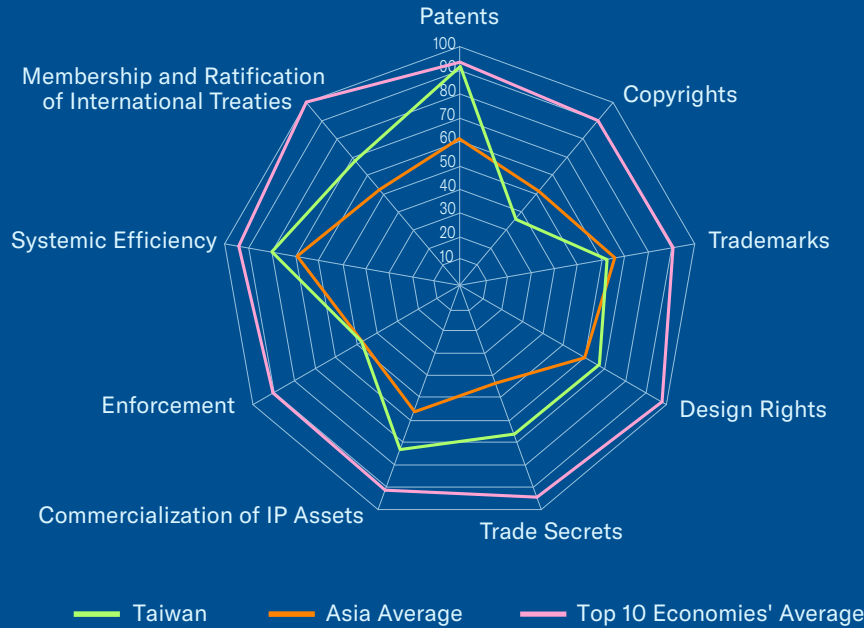 Patents
100
90
80
70
60
50
40
30
20
10
Membership and Ratification
of International Treaties
Copyrights
Systemic Efficiency
Trademarks
Enforcement
Design Rights
Commercialization of IP Assets
Trade Secrets
Taiwan
Asia Average
Top 10 Economies' Average